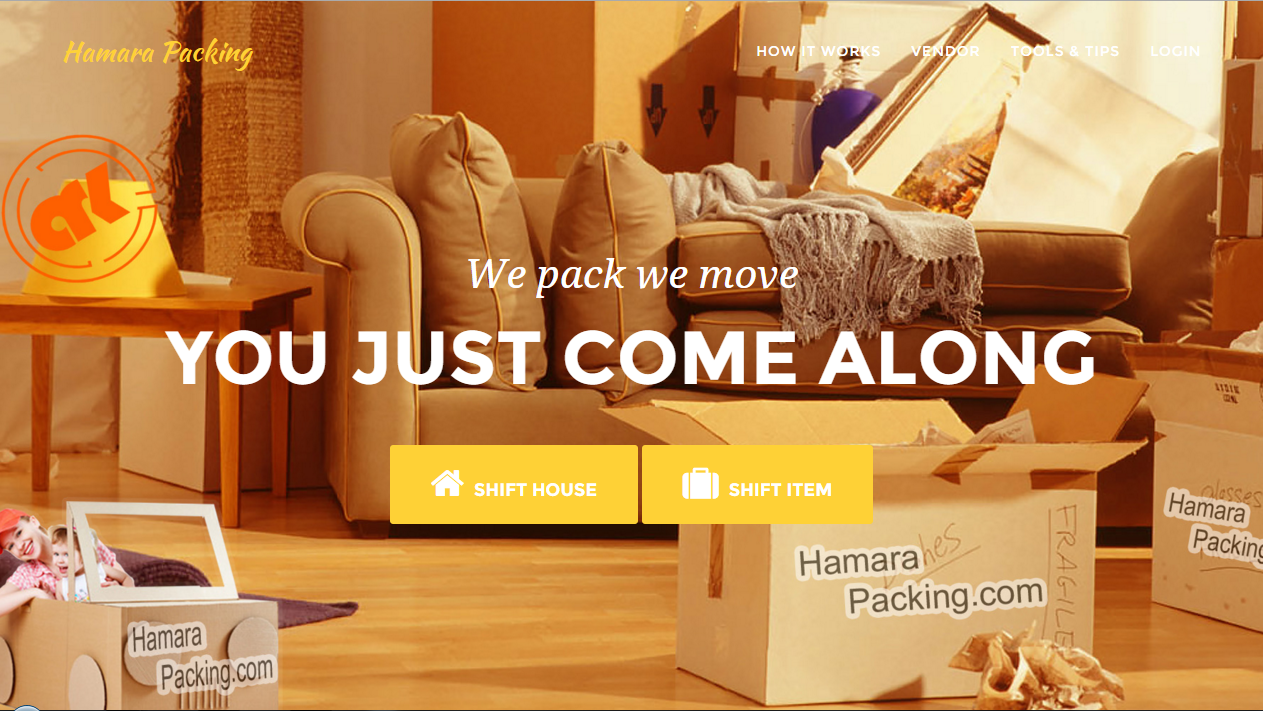 Hamara Packing
HOW IT WORKS
VENDOR
TOOLS & TIPS
LOGIN
We pack we move
YOU JUST COME ALONG
SHIFT HOUSE
SHIFT ITEM
glasses
Hamara
Packing
Hamara
Packing.com
FRAGILE
Hamara
Packing.com